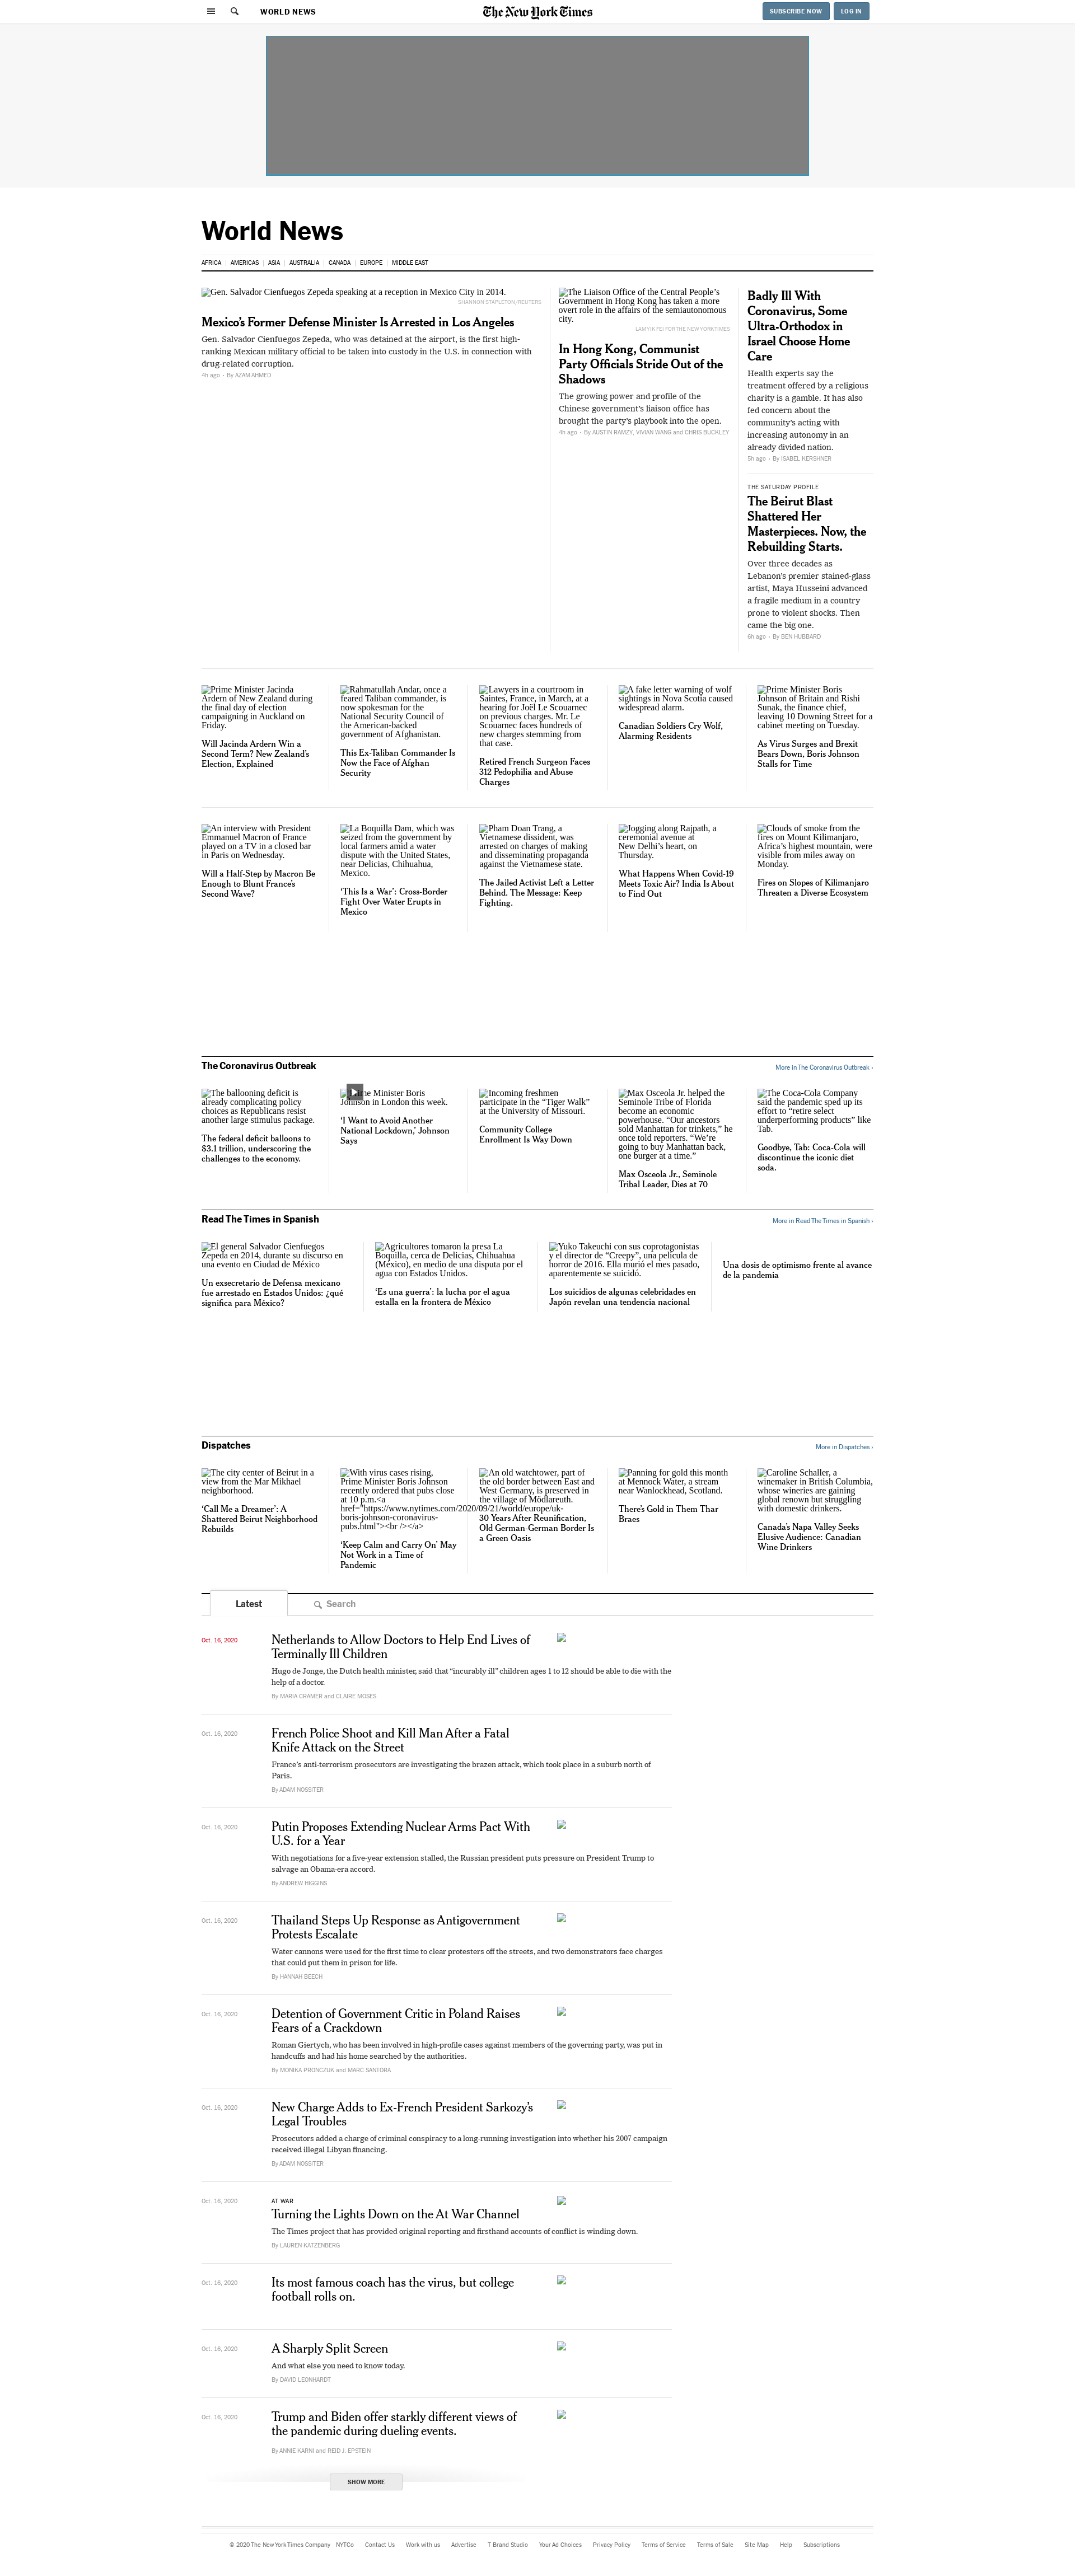 WORLD NEWS
The New York Times
SUBSCRIBE NOW
LOG IN
World News
AFRICA
AMERICAS
ASIA
AUSTRALIA
CANADA
EUROPE
MIDDLE EAST
Gen. Salvador Cienfuegos Zepeda speaking at a reception in Mexico City in 2014.
SHANNON STAPLETON/REUTERS
Mexico’s Former Defense Minister Is Arrested in Los Angeles
Gen. Salvador Cienfuegos Zepeda, who was detained at the airport, is the first high-
ranking Mexican military official to be taken into custody in the U.S. in connection with
drug-related corruption.
4h ago · By AZAM AHMED
The Liaison Office of the Central People’s
Government in Hong Kong has taken a more
overt role in the affairs of the semiautonomous
city.
LAM YIK FEI FOR THE NEW YORK TIMES
In Hong Kong, Communist
Party Officials Stride Out of the
Shadows
The growing power and profile of the
Chinese government’s liaison office has
brought the party’s playbook into the open.
4h ago · By AUSTIN RAMZY, VIVIAN WANG and CHRIS BUCKLEY
Badly Ill With
Coronavirus, Some
Ultra-Orthodox in
Israel Choose Home
Care
Health experts say the
treatment offered by a religious
charity is a gamble. It has also
fed concern about the
community’s acting with
increasing autonomy in an
already divided nation.
5h ago · By ISABEL KERSHNER
THE SATURDAY PROFILE
The Beirut Blast
Shattered Her
Masterpieces. Now, the
Rebuilding Starts.
Over three decades as
Lebanon’s premier stained-glass
artist, Maya Husseini advanced
a fragile medium in a country
prone to violent shocks. Then
came the big one.
6h ago · By BEN HUBBARD
Prime Minister Jacinda
Ardern of New Zealand during
the final day of election
campaigning in Auckland on
Friday.
Will Jacinda Ardern Win a
Second Term? New Zealand’s
Election, Explained
Rahmatullah Andar, once a
feared Taliban commander, is
now spokesman for the
National Security Council of
the American-backed
government of Afghanistan.
This Ex-Taliban Commander Is
Now the Face of Afghan
Security
Lawyers in a courtroom in
Saintes, France, in March, at a
hearing for Joël Le Scouarnec
on previous charges. Mr. Le
Scouarnec faces hundreds of
new charges stemming from
that case.
Retired French Surgeon Faces
312 Pedophilia and Abuse
Charges
A fake letter warning of wolf
sightings in Nova Scotia caused
widespread alarm.
Canadian Soldiers Cry Wolf,
Alarming Residents
Prime Minister Boris
Johnson of Britain and Rishi
Sunak, the finance chief,
leaving 10 Downing Street for a
cabinet meeting on Tuesday.
As Virus Surges and Brexit
Bears Down, Boris Johnson
Stalls for Time
An interview with President
Emmanuel Macron of France
played on a TV in a closed bar
in Paris on Wednesday.
Will a Half-Step by Macron Be
Enough to Blunt France’s
Second Wave?
La Boquilla Dam, which was
seized from the government by
local farmers amid a water
dispute with the United States,
near Delicias, Chihuahua,
Mexico.
‘This Is a War’: Cross-Border
Fight Over Water Erupts in
Mexico
Pham Doan Trang, a
Vietnamese dissident, was
arrested on charges of making
and disseminating propaganda
against the Vietnamese state.
The Jailed Activist Left a Letter
Behind. The Message: Keep
Fighting.
Jogging along Rajpath, a
ceremonial avenue at
New Delhi’s heart, on
Thursday.
What Happens When Covid-19
Meets Toxic Air? India Is About
to Find Out
Clouds of smoke from the
fires on Mount Kilimanjaro,
Africa’s highest mountain, were
visible from miles away on
Monday.
Fires on Slopes of Kilimanjaro
Threaten a Diverse Ecosystem
The Coronavirus Outbreak
More in The Coronavirus Outbreak ›
The ballooning deficit is
already complicating policy
choices as Republicans resist
another large stimulus package.
The federal deficit balloons to
$3.1 trillion, underscoring the
challenges to the economy.
Minister Boris
Johnson in London this week.
‘I Want to Avoid Another
National Lockdown,’ Johnson
Says
Incoming freshmen
participate in the “Tiger Walk”
at the University of Missouri.
Community College
Enrollment Is Way Down
Max Osceola Jr. helped the
Seminole Tribe of Florida
become an economic
powerhouse. “Our ancestors
sold Manhattan for trinkets,” he
once told reporters. “We’re
going to buy Manhattan back,
one burger at a time.”
Max Osceola Jr., Seminole
Tribal Leader, Dies at 70
The Coca-Cola Company
said the pandemic sped up its
effort to “retire select
underperforming products” like
Tab.
Goodbye, Tab: Coca-Cola will
discontinue the iconic diet
soda.
Read The Times in Spanish
More in Read The Times in Spanish ›
El general Salvador Cienfuegos
Zepeda en 2014, durante su discurso en
una evento en Ciudad de México
Un exsecretario de Defensa mexicano
fue arrestado en Estados Unidos: ¿qué
significa para México?
Agricultores tomaron la presa La
Boquilla, cerca de Delicias, Chihuahua
(México), en medio de una disputa por el
agua con Estados Unidos.
‘Es una guerra’: la lucha por el agua
estalla en la frontera de México
Yuko Takeuchi con sus coprotagonistas
y el director de “Creepy”, una película de
horror de 2016. Ella murió el mes pasado,
aparentemente se suicidó.
Los suicidios de algunas celebridades en
Japón revelan una tendencia nacional
Una dosis de optimismo frente al avance
de la pandemia
Dispatches
More in Dispatches ›
The city center of Beirut in a
view from the Mar Mikhael
neighborhood.
‘Call Me a Dreamer’: A
Shattered Beirut Neighborhood
Rebuilds
With virus cases rising,
Prime Minister Boris Johnson
recently ordered that pubs close
at 10 p.m.<a
href="https://www.nytimes.com/2020/09/21/world/europe/uk-
boris-johnson-coronavirus-
pubs.html"><br /></a>
‘Keep Calm and Carry On’ May
Not Work in a Time of
Pandemic
An old watchtower, part of
the old border between East and
West Germany, is preserved in
the village of Mödlareuth.
30 Years After Reunification,
Old German-German Border Is
a Green Oasis
Panning for gold this month
at Mennock Water, a stream
near Wanlockhead, Scotland.
There’s Gold in Them Thar
Braes
Caroline Schaller, a
winemaker in British Columbia,
whose wineries are gaining
global renown but struggling
with domestic drinkers.
Canada’s Napa Valley Seeks
Elusive Audience: Canadian
Wine Drinkers
Latest
Search
Oct. 16, 2020
Netherlands to Allow Doctors to Help End Lives of
Terminally Ill Children
Hugo de Jonge, the Dutch health minister, said that “incurably ill” children ages 1 to 12 should be able to die with the
help of a doctor.
By MARIA CRAMER and CLAIRE MOSES
Oct. 16, 2020
French Police Shoot and Kill Man After a Fatal
Knife Attack on the Street
France’s anti-terrorism prosecutors are investigating the brazen attack, which took place in a suburb north of
Paris.
By ADAM NOSSITER
Oct. 16, 2020
Putin Proposes Extending Nuclear Arms Pact With
U.S. for a Year
With negotiations for a five-year extension stalled, the Russian president puts pressure on President Trump to
salvage an Obama-era accord.
By ANDREW HIGGINS
Oct. 16, 2020
Thailand Steps Up Response as Antigovernment
Protests Escalate
Water cannons were used for the first time to clear protesters off the streets, and two demonstrators face charges
that could put them in prison for life.
By HANNAH BEECH
Oct. 16, 2020
Detention of Government Critic in Poland Raises
Fears of a Crackdown
Roman Giertych, who has been involved in high-profile cases against members of the governing party, was put in
handcuffs and had his home searched by the authorities.
By MONIKA PRONCZUK and MARC SANTORA
Oct. 16, 2020
New Charge Adds to Ex-French President Sarkozy’s
Legal Troubles
Prosecutors added a charge of criminal conspiracy to a long-running investigation into whether his 2007 campaign
received illegal Libyan financing.
By ADAM NOSSITER
Oct. 16, 2020
AT WAR
Turning the Lights Down on the At War Channel
The Times project that has provided original reporting and firsthand accounts of conflict is winding down.
By LAUREN KATZENBERG
Oct. 16, 2020
Its most famous coach has the virus, but college
football rolls on.
Oct. 16, 2020
A Sharply Split Screen
And what else you need to know today.
By DAVID LEONHARDT
Oct. 16, 2020
Trump and Biden offer starkly different views of
the pandemic during dueling events.
By ANNIE KARNI and REID J. EPSTEIN
SHOW MORE
© 2020 The New York Times Company
NYTCo
Contact Us
Work with us
Advertise
T Brand Studio
Your Ad Choices
Privacy Policy
Terms of Service
Terms of Sale
Site Map
Help
Subscriptions